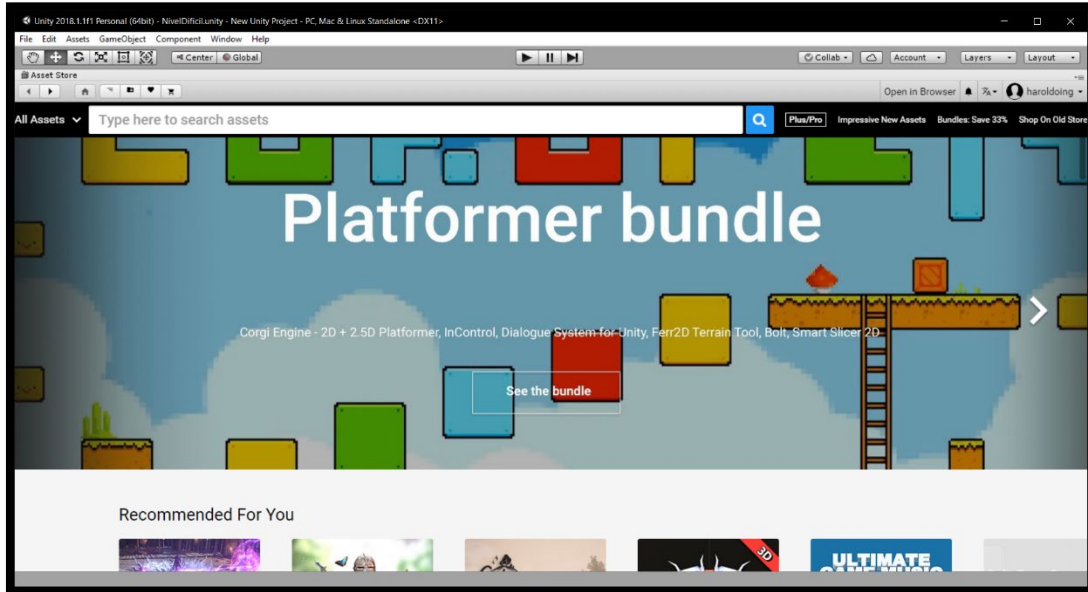 Unity 2018.1.1f1 Personal (64bit) - NivelDificil.unity - New Unity Project - PC, Mac & Linux Standalone <DX11>
File Edit Assets GameObject Component Window Help
Center Global Collab Account Layers Layout
Asset Store
Open in Browser haroldoing
All Assets Type here to search assets Plus/Pro Impressive New Assets Bundles: Save 33% Shop On Old Store
Platformer bundle
Corgi Engine - 2D + 2.5D Platformer, InControl, Dialogue System for Unity, Ferr2D Terrain Tool, Bolt, Smart Slicer 2D
See the bundle
Recommended For You
3D
ULTIMATE
GAME MUSIC